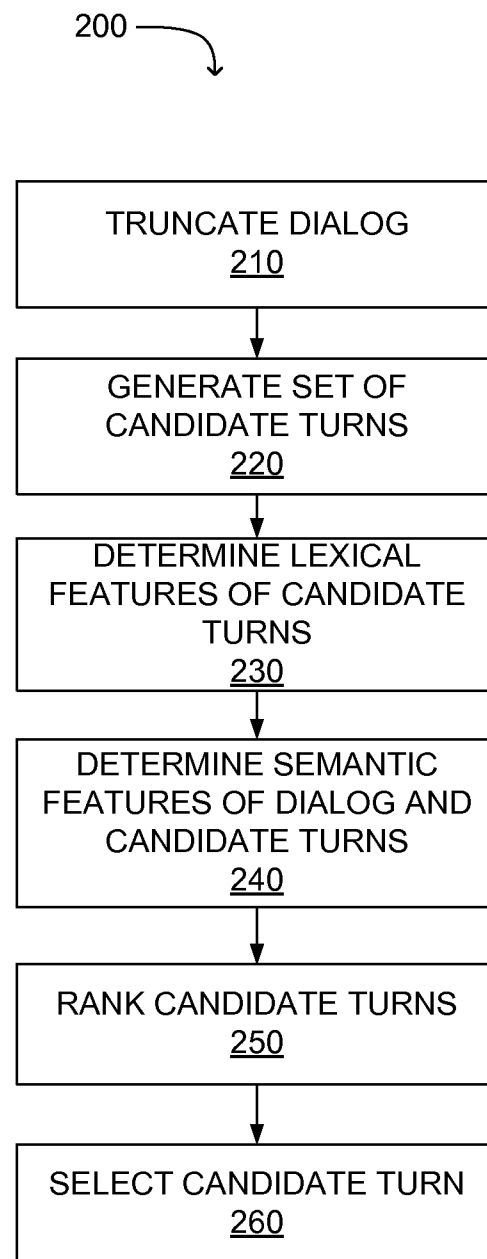 200
TRUNCATE DIALOG
210
GENERATE SET OF
CANDIDATE TURNS
220
DETERMINE LEXICAL
FEATURES OF CANDIDATE
TURNS
230
DETERMINE SEMANTIC
FEATURES OF DIALOG AND
CANDIDATE TURNS
240
RANK CANDIDATE TURNS
250
SELECT CANDIDATE TURN
260